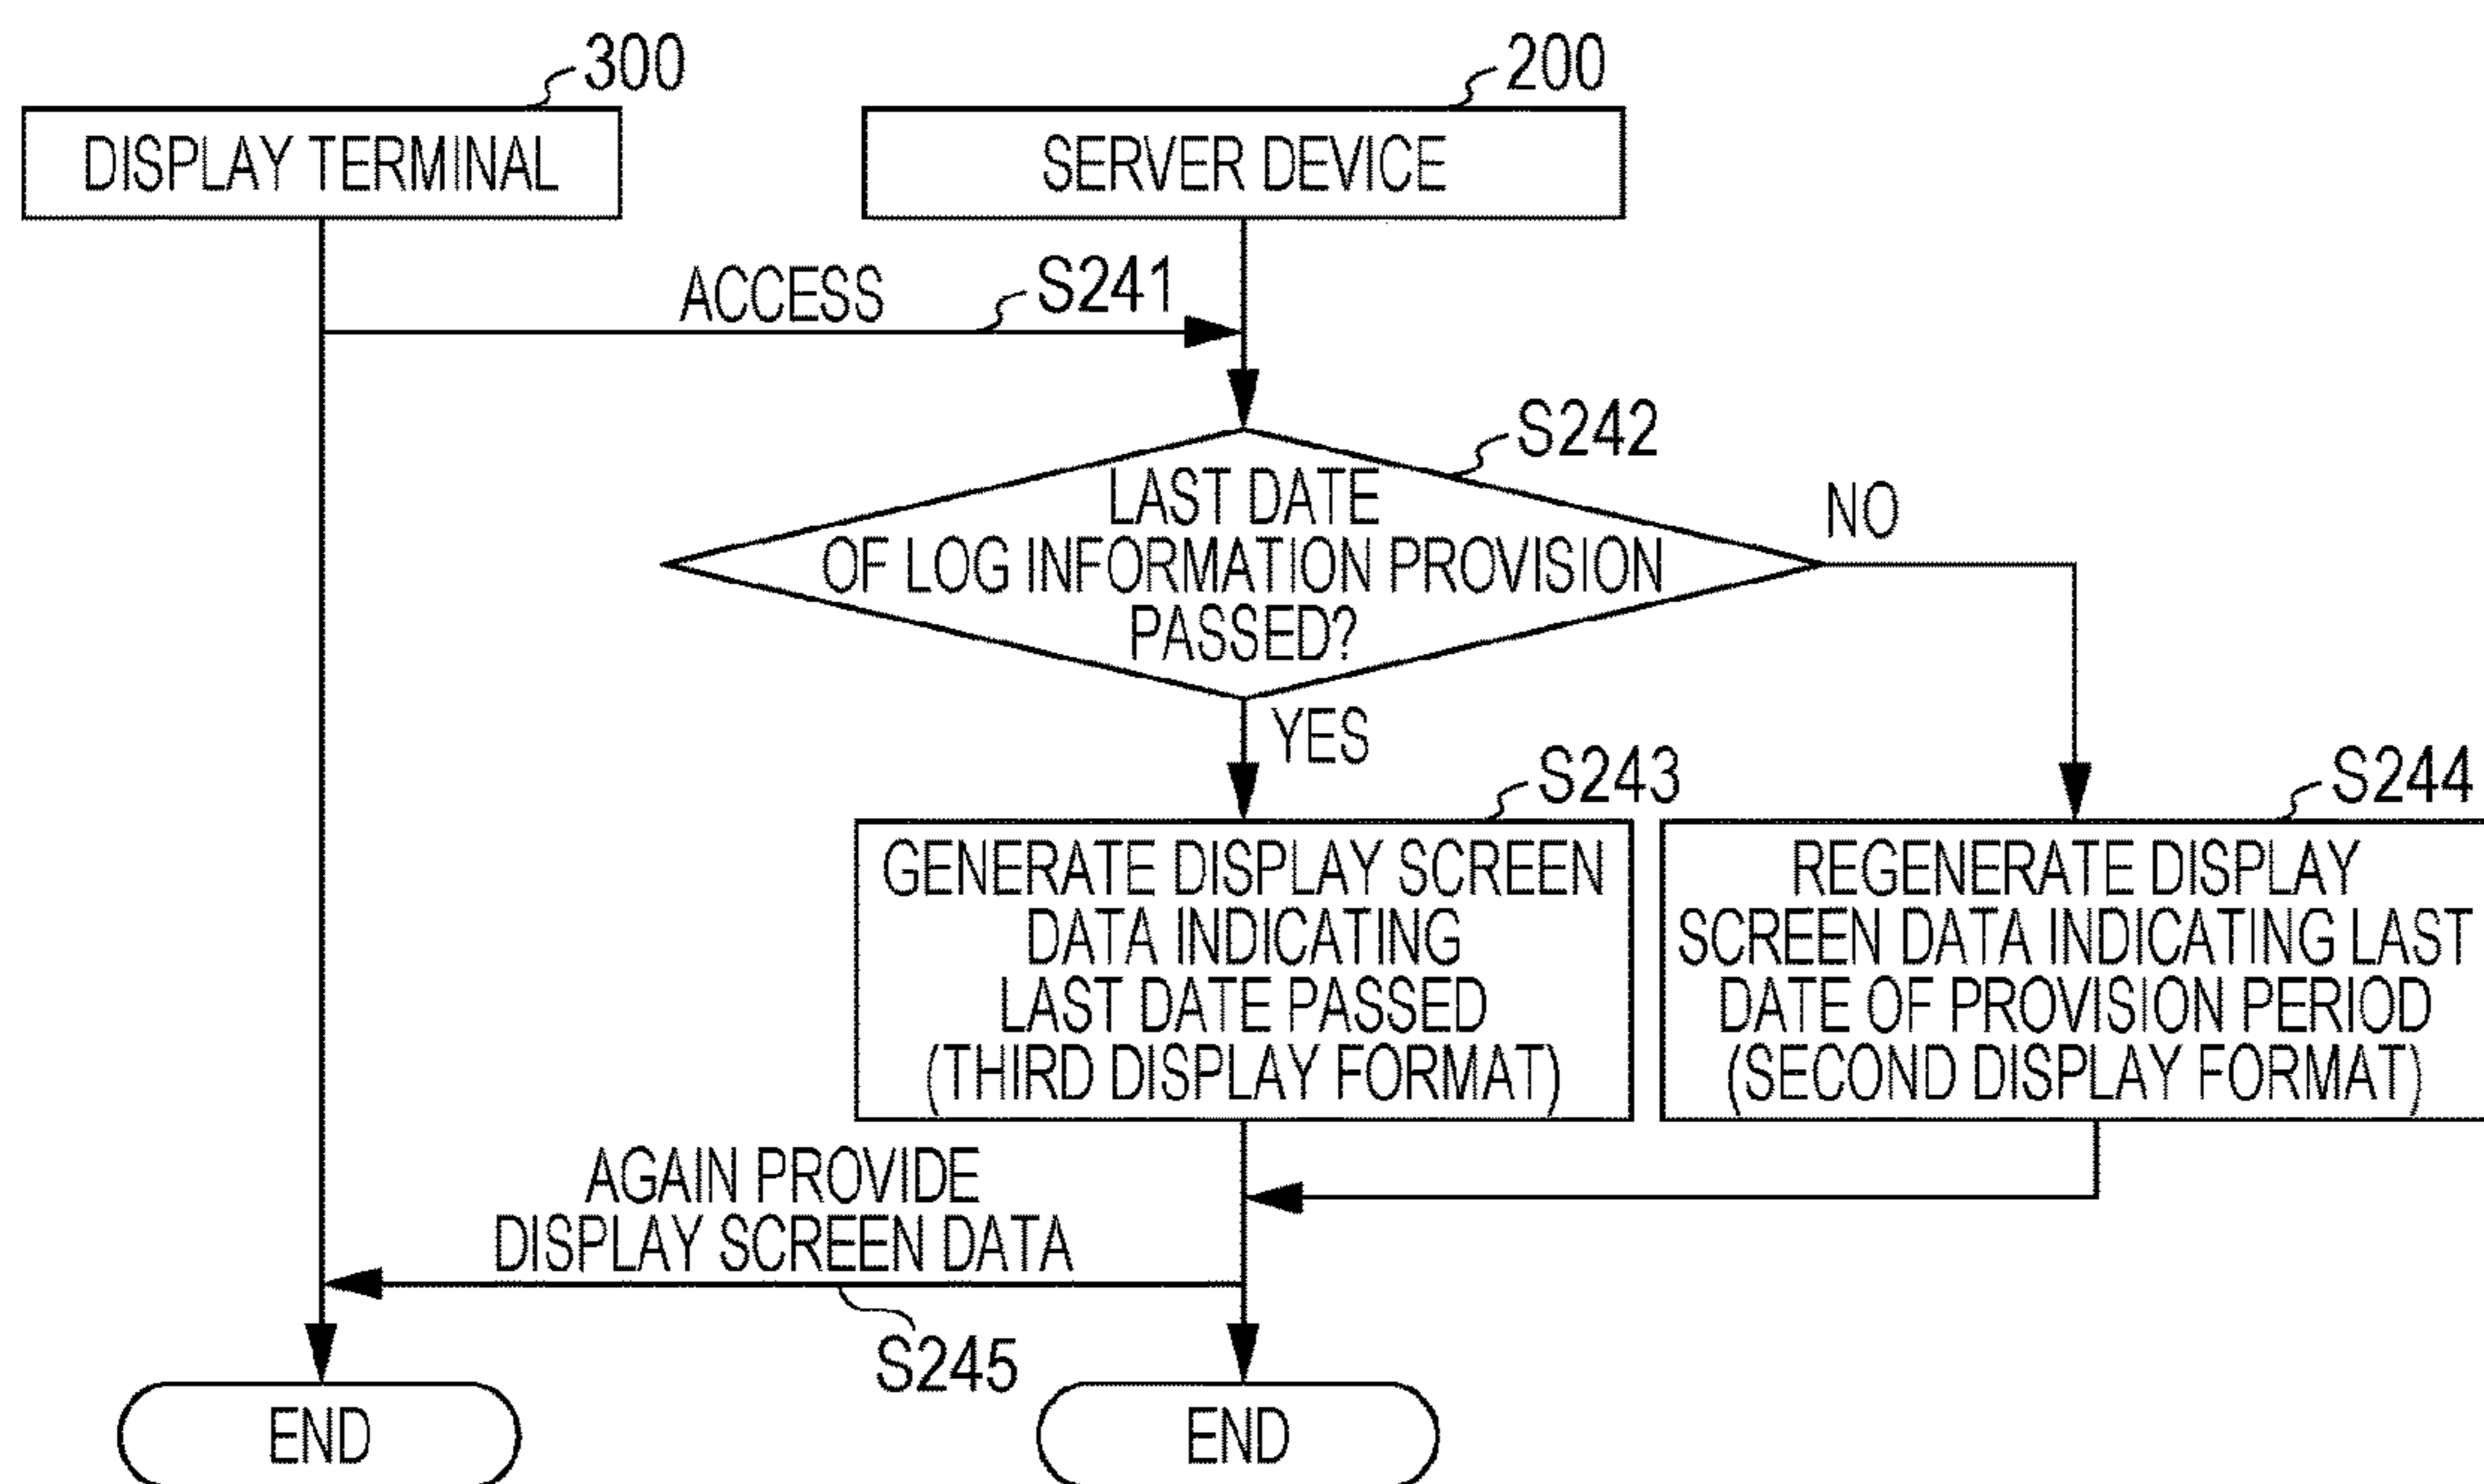 300
200
DISPLAY TERMINAL
SERVER DEVICE
ACCESS
S241
S242
LAST DATE
OF LOG INFORMATION PROVISION
PASSED?
NO
YES
S243
S244
GENERATE DISPLAY SCREEN
DATA INDICATING
LAST DATE PASSED
(THIRD DISPLAY FORMAT)
REGENERATE DISPLAY
SCREEN DATA INDICATING LAST
DATE OF PROVISION PERIOD
(SECOND DISPLAY FORMAT)
AGAIN PROVIDE
DISPLAY SCREEN DATA
S245
END
END